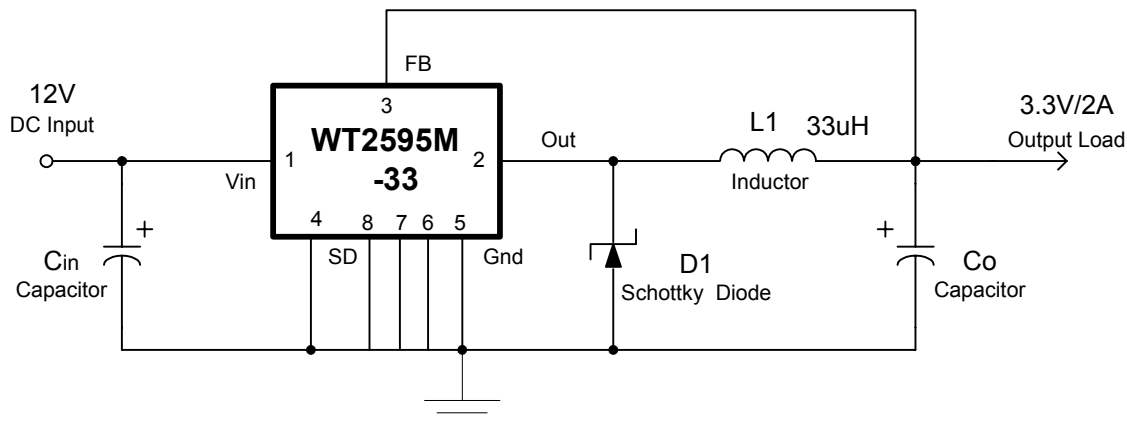 FB
12V
DC Input
3
WT2595M
-33
1
2
Vin
Out
L1
33uH
Inductor
3.3V/2A
Output Load
4
8
7
6
5
SD
Gnd
+
Cin
Capacitor
D1
Schottky Diode
+
Co
Capacitor